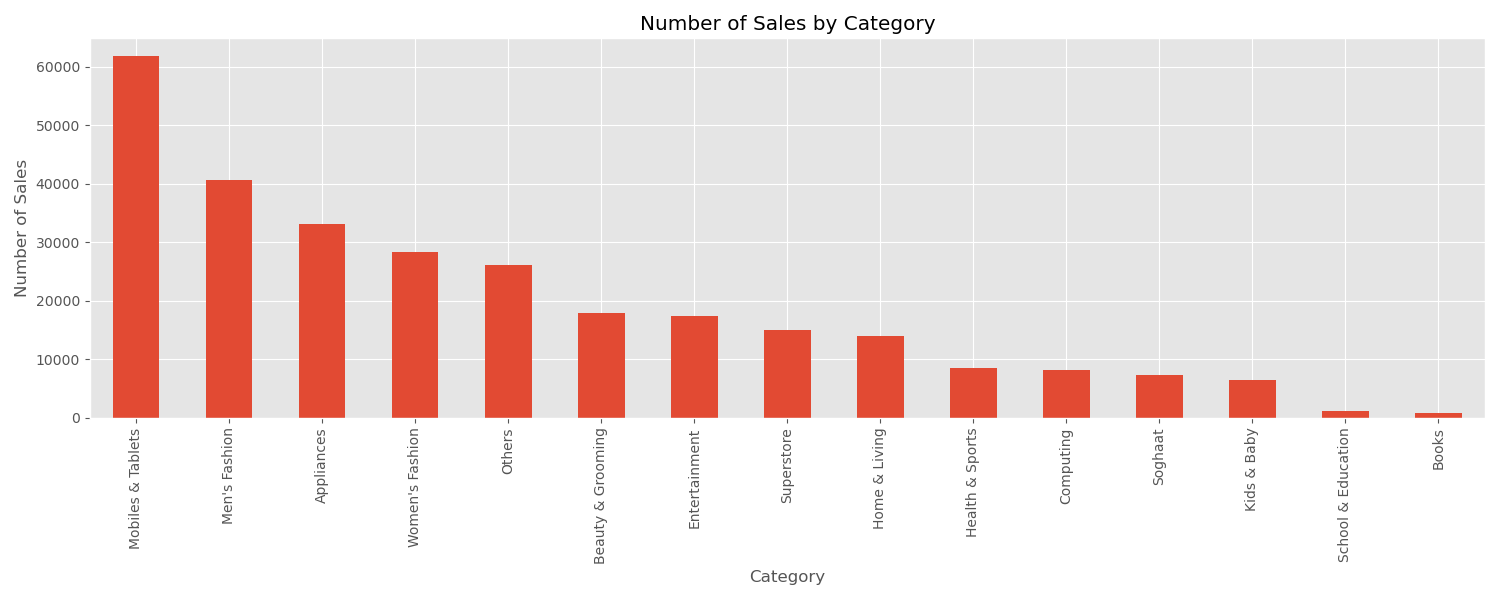 Number of Sales by Category
Number of Sales
60000
50000
40000
30000
20000
10000
0
Mobiles & Tablets
Men's Fashion
Appliances
Women's Fashion
Others
Beauty & Grooming
Entertainment
Superstore
Home & Living
Health & Sports
Computing
Soghaat
Kids & Baby
School & Education
Books
Category